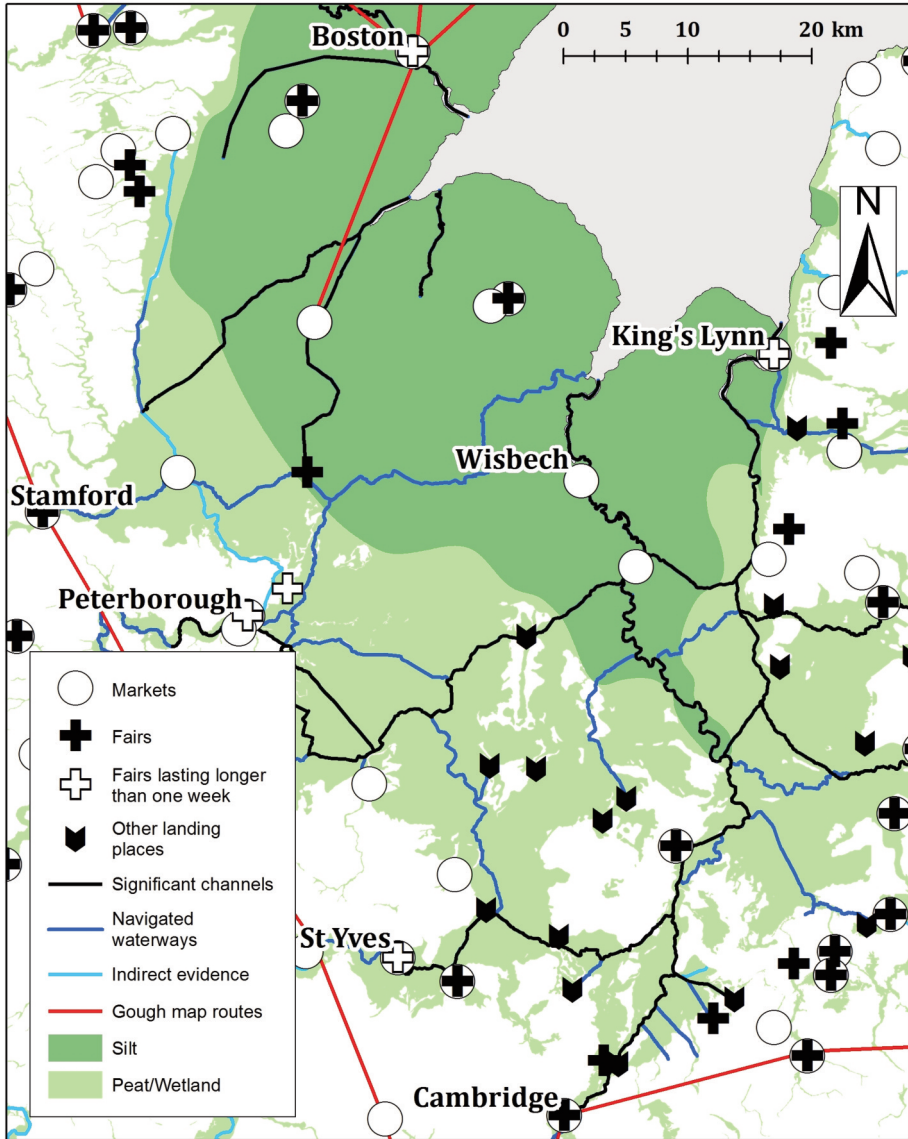 Boston
0 5 10 20 km
N
King's Lynn
Wisbech
Stamford
Peterborough
Markets
Fairs
Fairs lasting longer
than one week
Other landing
places
Significant channels
Navigated
waterways
Indirect evidence
Gough map routes
Silt
Peat/Wetland
St Yves
Cambridge